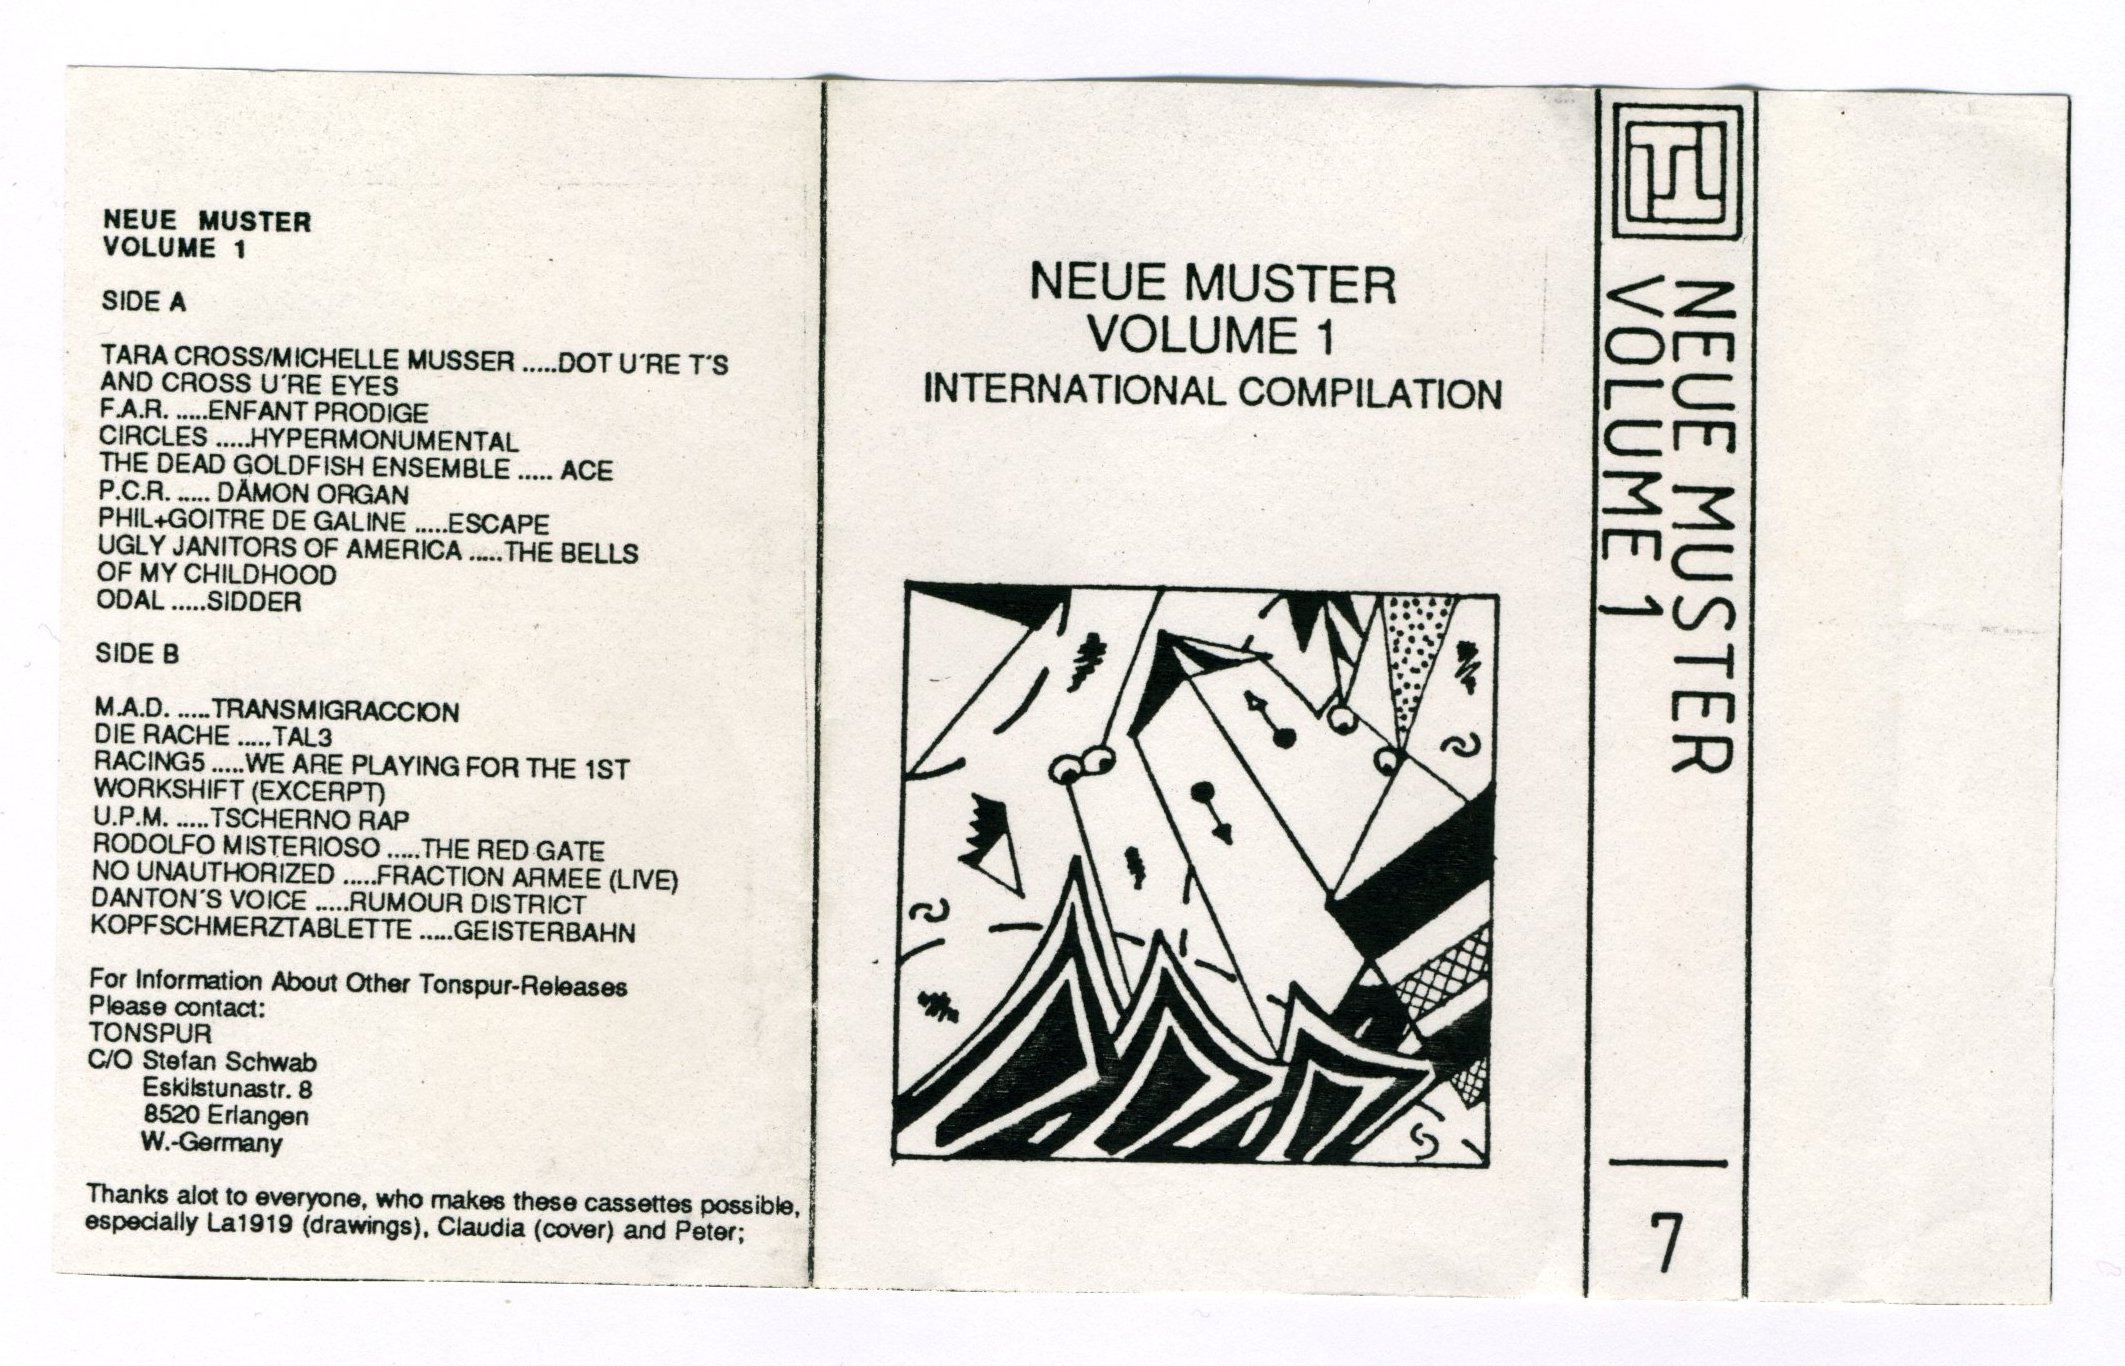 NEUE MUSTER
VOLUME 1
SIDE A
TARA CROSS/MICHELLE MUSSER .....DOT U´RE T´S
AND CROSS U´RE EYES
F.A.R. .....ENFANT PRODIGE
CIRCLES .....HYPERMONUMENTAL
THE DEAD GOLDFISH ENSEMBLE ..... ACE
P.C.R. ..... DÄMON ORGAN
PHIL+GOITRE DE GALINE .....ESCAPE
UGLY JANITORS OF AMERICA .....THE BELLS
OF MY CHILDHOOD
ODAL .....SIDDER
SIDE B
M.A.D. .....TRANSMIGRACCION
DIE RACHE .....TAL3
RACING5 .....WE ARE PLAYING FOR THE 1ST
WORKSHIFT (EXCERPT)
U.P.M. .....TSCHERNO RAP
RODOLFO MISTERIOSO .....THE RED GATE
NO UNAUTHORIZED .....FRACTION ARMEE (LIVE)
DANTON´S VOICE .....RUMOUR DISTRICT
KOPFSCHMERZTABLETTE .....GEISTERBAHN
For Information About Other Tonspur-Releases
Please contact:
TONSPUR
C/O Stefan Schwab
Eskilstunastr. 8
8520 Erlangen
W.-Germany
Thanks alot to everyone, who makes these cassettes possible,
especially La1919 (drawings), Claudia (cover) and Peter;
NEUE MUSTER
VOLUME 1
INTERNATIONAL COMPILATION
NEUE MUSTER
VOLUME 1
7